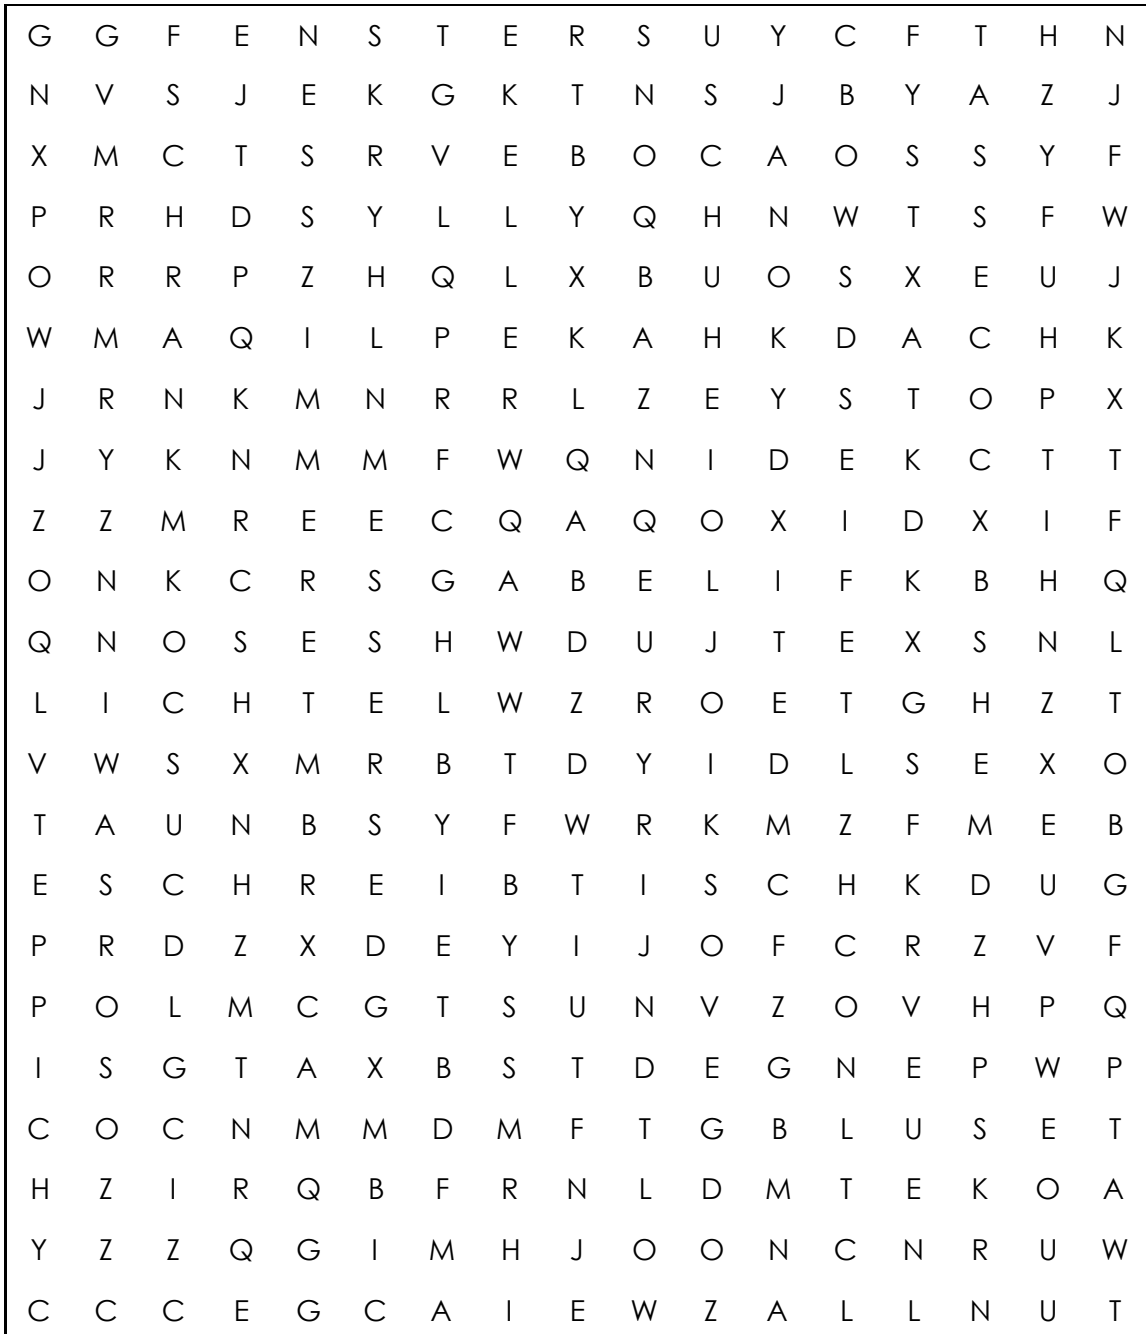 G G F E N S T E R S U Y C F T H N
N V S J E K G K T N S J B Y A Z J
X M C T S R V E B O C A O S S Y F
P R H D S Y L L Y Q H N W T S F W
O R R P Z H Q L X B U O S X E U J
W M A Q I L P E K A H K D A C H K
J R N K M N R R L Z E Y S T O P X
J Y K N M M F W Q N I D E K C T T
Z Z M R E E C Q A Q O X I D X I F
O N K C R S G A B E L I F K B H Q
Q N O S E S H W D U J T E X S N L
L I C H T E L W Z R O E T G H Z T
V W S X M R B T D Y I D L S E X O
T A U N B S Y F W R K M Z F M E B
E S C H R E I B T I S C H K D U G
P R D Z X D E Y I J O F C R Z V F
P O L M C G T S U N V Z O V H P Q
I S G T A X B S T D E G N E P W P
C O C N M M D M F T G B L U S E T
H Z I R Q B F R N L D M T E K O A
Y Z Z Q G I M H J O O N C N R U W
C C C E G C A I E W Z A L L N U T